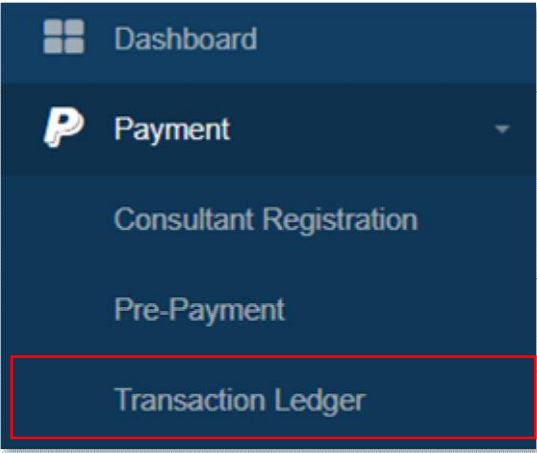 Dashboard
Payment
Consultant Registration
Pre-Payment
Transaction Ledger